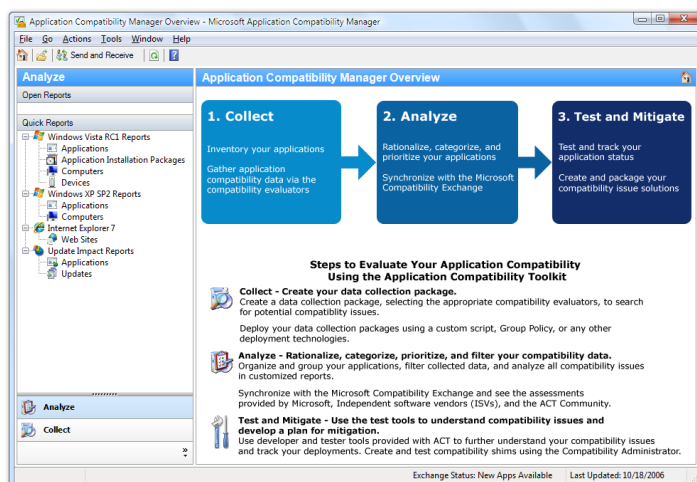 Application Compatibility Manager Overview - Microsoft Application Compatibility Manager
File Go Actions Tools Window Help
Send and Receive
Analyze
Open Reports
Quick Reports
Windows Vista RC1 Reports
Applications
Application Installation Packages
Computers
Devices
Windows XP SP2 Reports
Applications
Computers
Internet Explorer 7
Web Sites
Update Impact Reports
Applications
Updates
Analyze
Collect
Application Compatibility Manager Overview
1. Collect
Inventory your applications
Gather application
compatibility data via the
compatibility evaluators
2. Analyze
Rationalize, categorize, and
prioritize your applications
Synchronize with the Microsoft
Compatibility Exchange
3. Test and Mitigate
Test and track your
application status
Create and package your
compatibility issue solutions
Steps to Evaluate Your Application Compatibility
Using the Application Compatibility Toolkit
Collect - Create your data collection package.
Create a data collection package, selecting the appropriate compatibility evaluators, to search
for potential compatiblity issues.
Deploy your data collection packages using a custom script, Group Policy, or any other
deployment technologies.
Analyze - Rationalize, categorize, prioritize, and filter your compatibility data.
Organize and group your applications, filter collected data, and analyze all compatibility issues
in customized reports.
Synchronize with the Microsoft Compatibility Exchange and see the assessments
provided by Microsoft, Independent software vendors (ISVs), and the ACT Community.
Test and Mitigate - Use the test tools to understand compatibility issues and
develop a plan for mitigation.
Use developer and tester tools provided with ACT to further understand your compatibility issues
and track your deployments. Create and test compatibility shims using the Compatibility Administrator.
Exchange Status: New Apps Available Last Updated: 10/18/2006